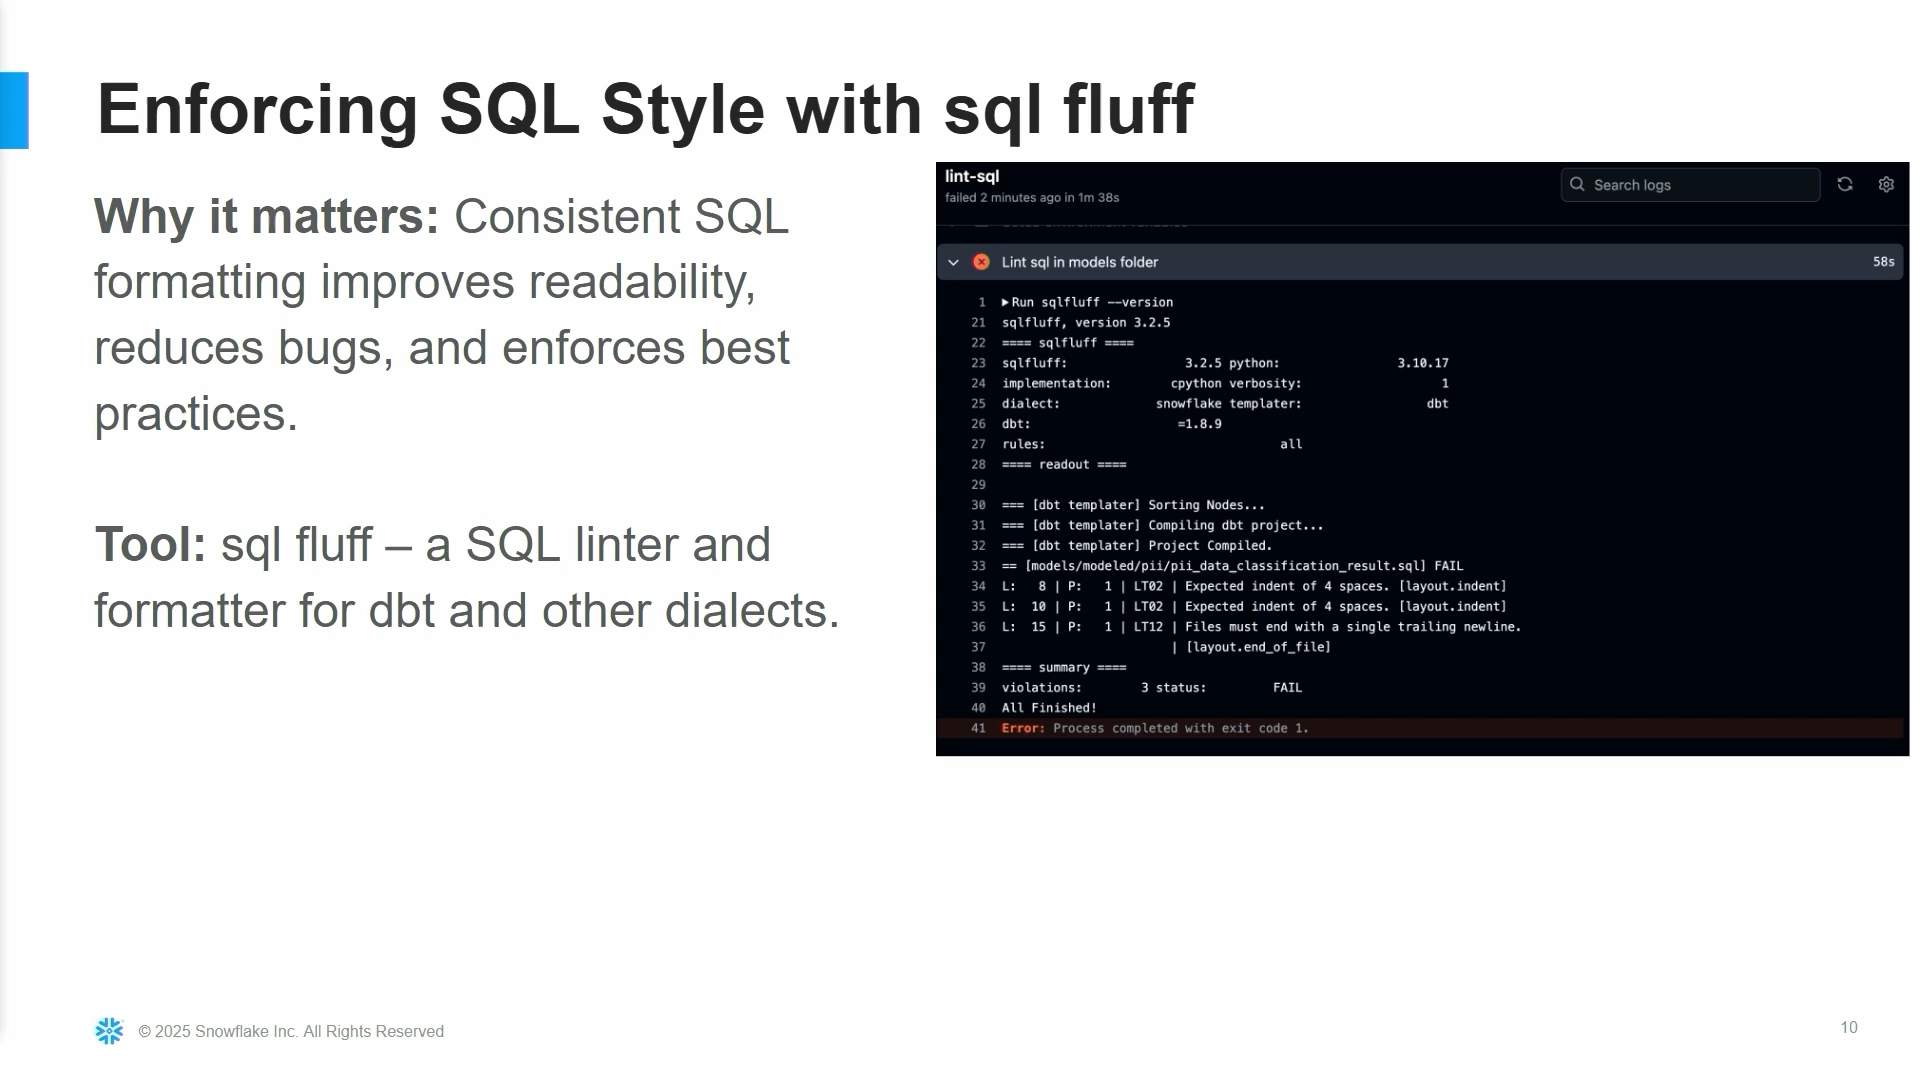 Enforcing SQL Style with sql fluff
Why it matters: Consistent SQL
formatting improves readability,
reduces bugs, and enforces best
practices.
Tool: sql fluff – a SQL linter and
formatter for dbt and other dialects.
lint-sql
failed 2 minutes ago in 1m 38s
Search logs
Lint sql in models folder 58s
1 ▶Run sqlfluff --version
21 sqlfluff, version 3.2.5
22 ==== sqlfluff ====
23 sqlfluff: 3.2.5 python: 3.10.17
24 implementation: cpython verbosity: 1
25 dialect: snowflake templater: dbt
26 dbt: =1.8.9
27 rules: all
28 ==== readout ====
29
30 === [dbt templater] Sorting Nodes...
31 === [dbt templater] Compiling dbt project...
32 === [dbt templater] Project Compiled.
33 == [models/modeled/pii/pii_data_classification_result.sql] FAIL
34 L: 8 | P: 1 | LT02 | Expected indent of 4 spaces. [layout.indent]
35 L: 10 | P: 1 | LT02 | Expected indent of 4 spaces. [layout.indent]
36 L: 15 | P: 1 | LT12 | Files must end with a single trailing newline.
37 | [layout.end_of_file]
38 ==== summary ====
39 violations: 3 status: FAIL
40 All Finished!
41 Error: Process completed with exit code 1.
© 2025 Snowflake Inc. All Rights Reserved
10